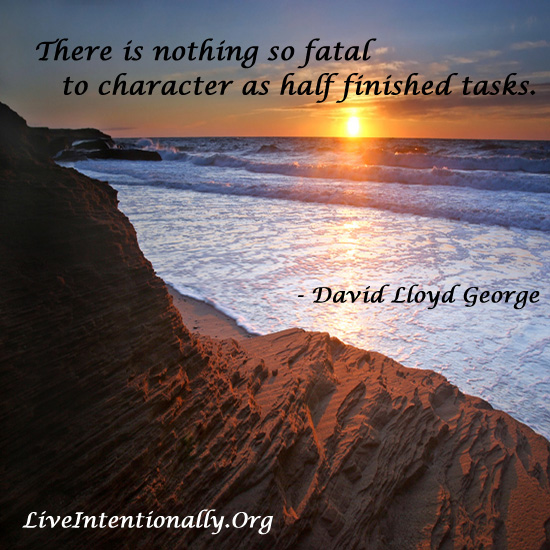 There is nothing so fatal
to character as half finished tasks.
- David Lloyd George
LiveIntentionally.Org